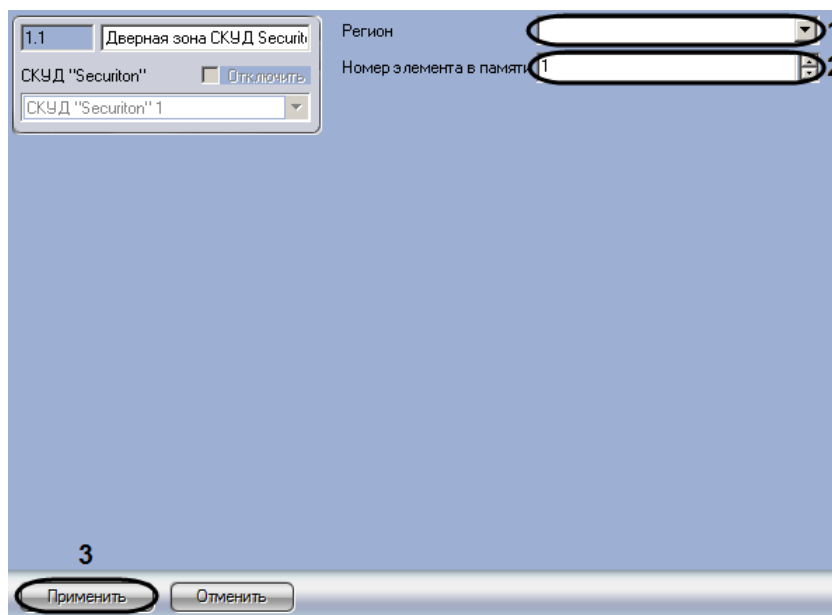 1.1 Дверная зона СКУД Securit
Регион 1
СКУД "Securiton" Отключить
Номер элемента в памяти 1 2
СКУД "Securiton" 1
3
Применить Отменить